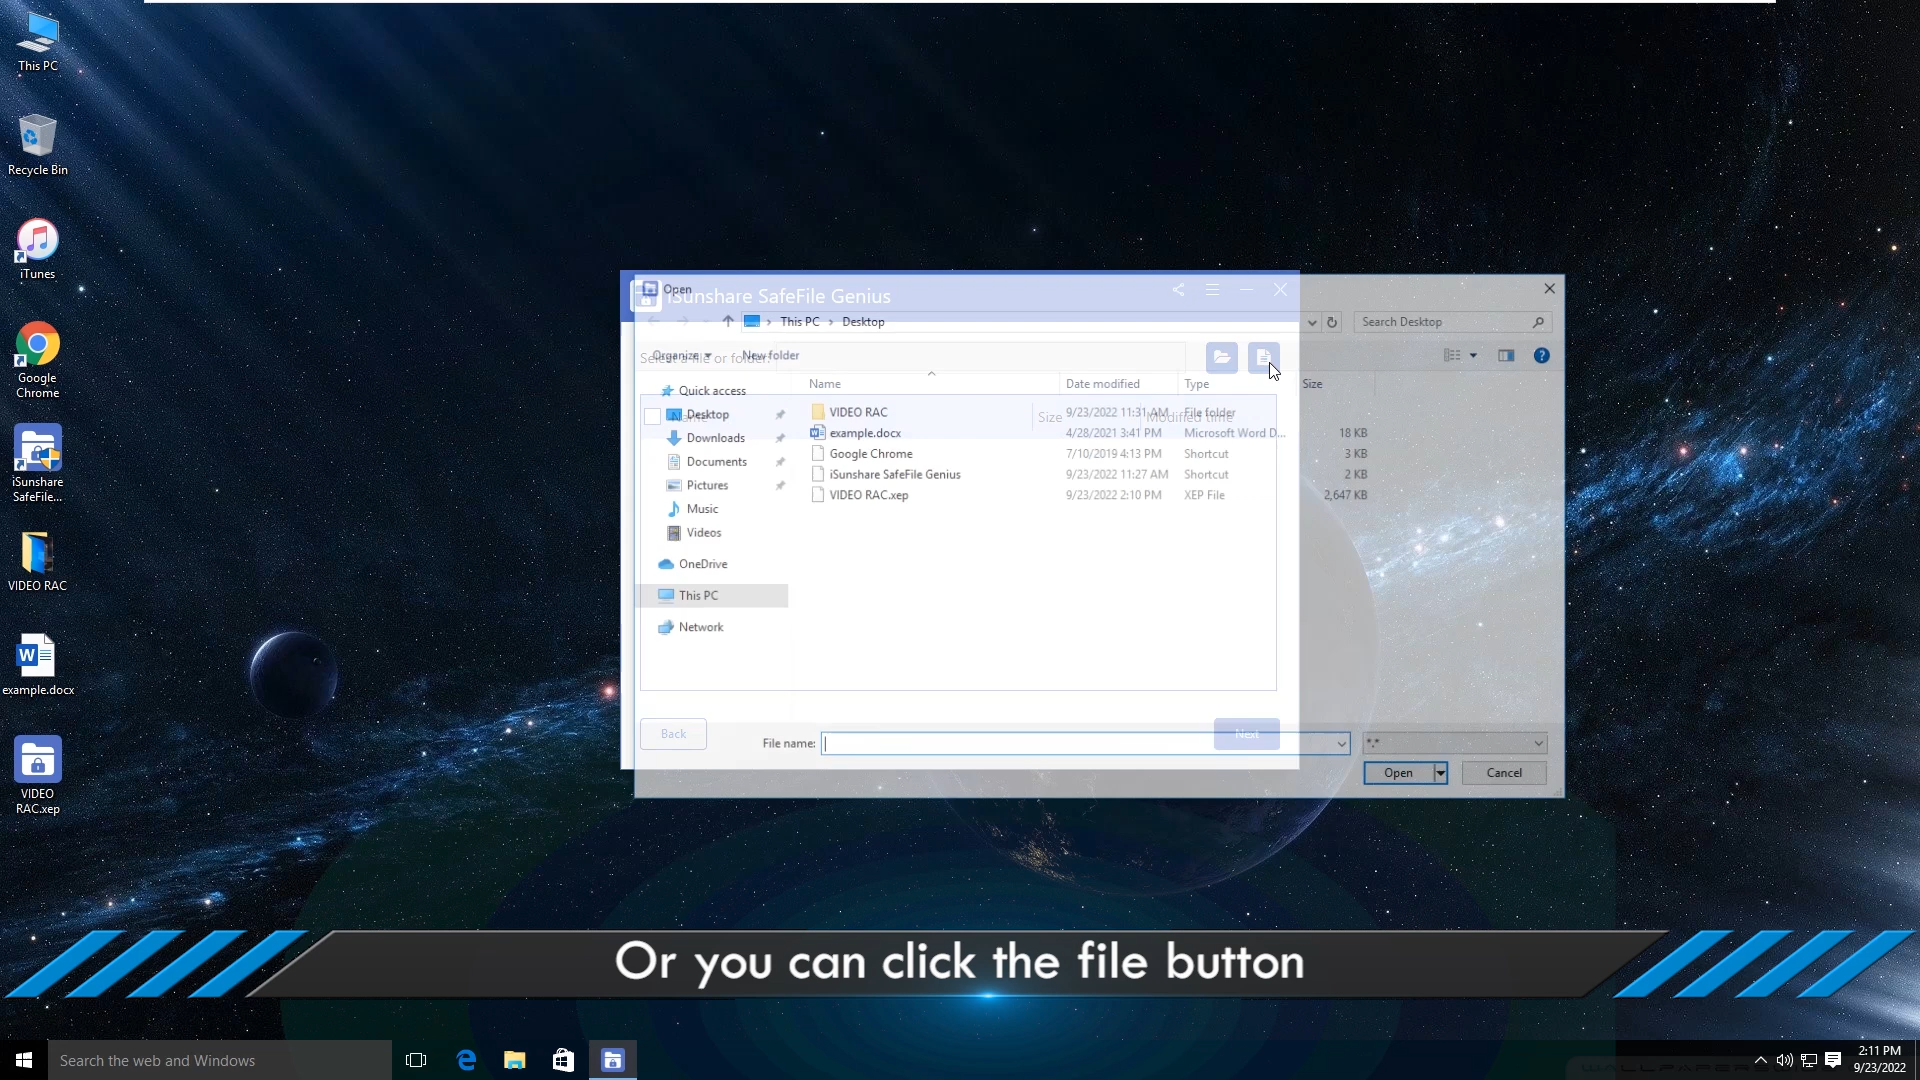 This PC
Recycle Bin
iTunes
Google
Chrome
iSunshare
SafeFile...
VIDEO RAC
example.docx
VIDEO
RAC.xep
Open
iSunshare SafeFile Genius
This PC > Desktop
Search Desktop
Organize
New folder
Select a file or folder:
Name
Date modified
Type
Size
Name
Size
Modified time
Quick access
Desktop
Downloads
Documents
Pictures
Music
Videos
OneDrive
This PC
Network
VIDEO RAC 9/23/2022 11:31 AM File folder
example.docx 4/28/2021 3:41 PM Microsoft Word D... 18 KB
Google Chrome 7/10/2019 4:13 PM Shortcut 3 KB
iSunshare SafeFile Genius 9/23/2022 11:27 AM Shortcut 2 KB
VIDEO RAC.xep 9/23/2022 2:10 PM XEP File 2,647 KB
Back
Next
File name:
*.*
Open
Cancel
Or you can click the file button
Search the web and Windows
2:11 PM
9/23/2022